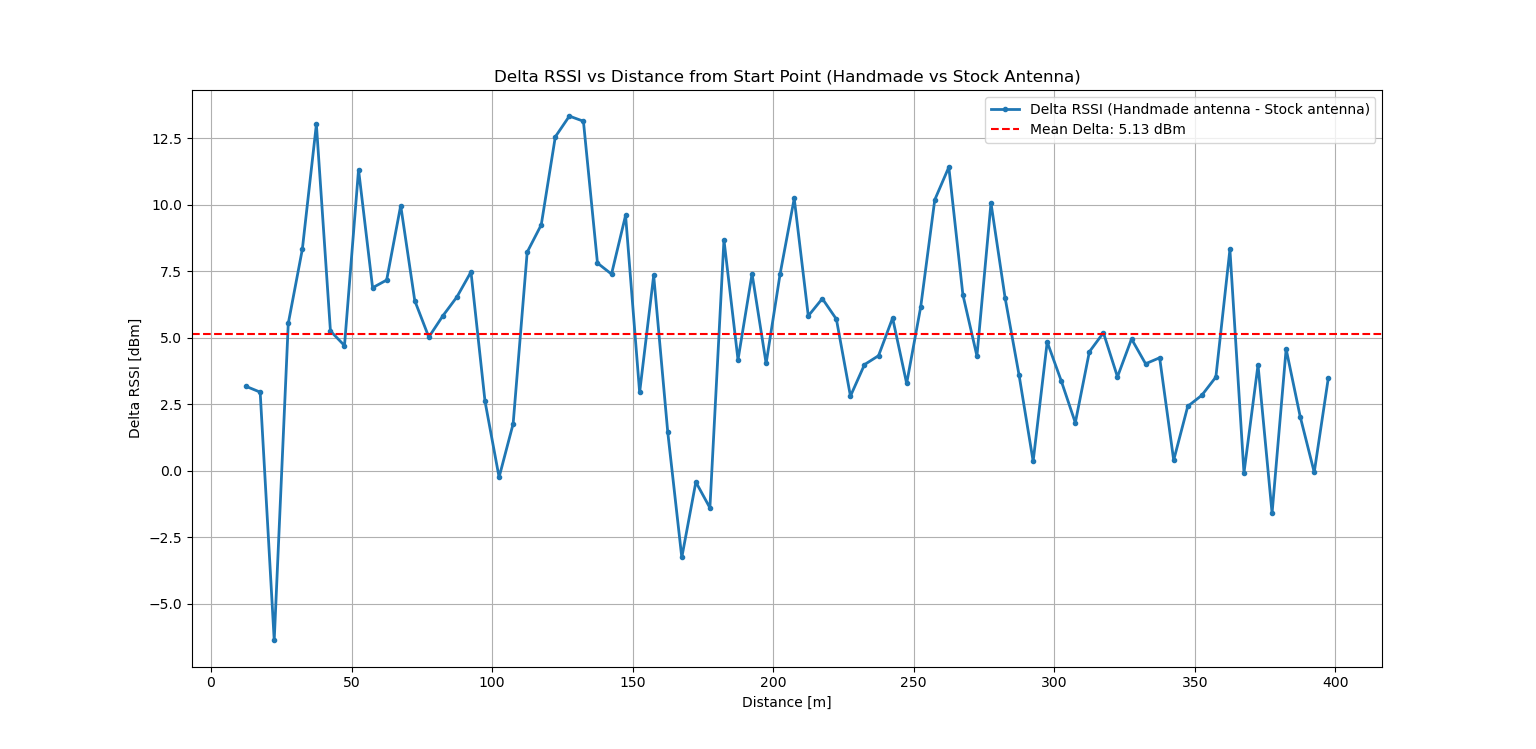 Delta RSSI vs Distance from Start Point (Handmade vs Stock Antenna)
Delta RSSI (Handmade antenna - Stock antenna)
Mean Delta: 5.13 dBm
Delta RSSI [dBm]
12.5
10.0
7.5
5.0
2.5
0.0
−2.5
−5.0
0 50 100 150 200 250 300 350 400
Distance [m]